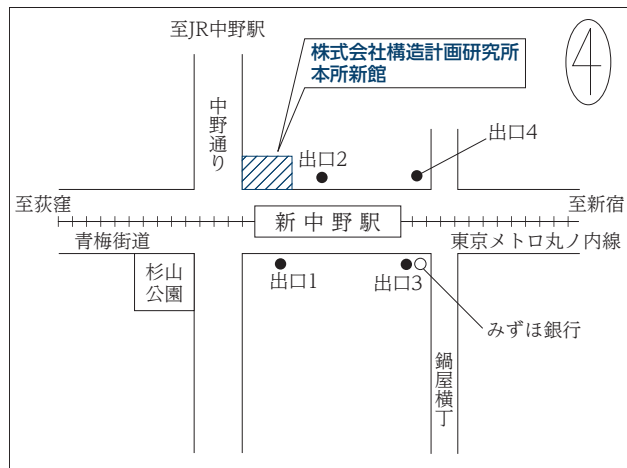 至JR中野駅
株式会社構造計画研究所
本所新館
中野通り
出口2
出口4
至荻窪
新中野駅
至新宿
青梅街道
東京メトロ丸ノ内線
杉山
公園
出口1
出口3
みずほ銀行
鍋屋横丁